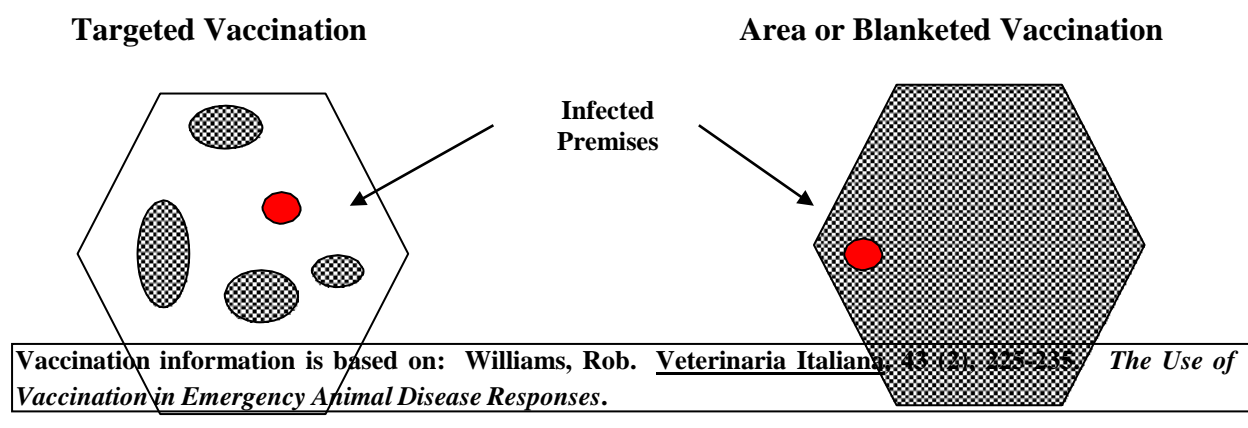 Targeted Vaccination
Area or Blanketed Vaccination
Infected
Premises
Vaccination information is based on: Williams, Rob. Veterinaria Italiana, 43 (2), 225-235. The Use of
Vaccination in Emergency Animal Disease Responses.